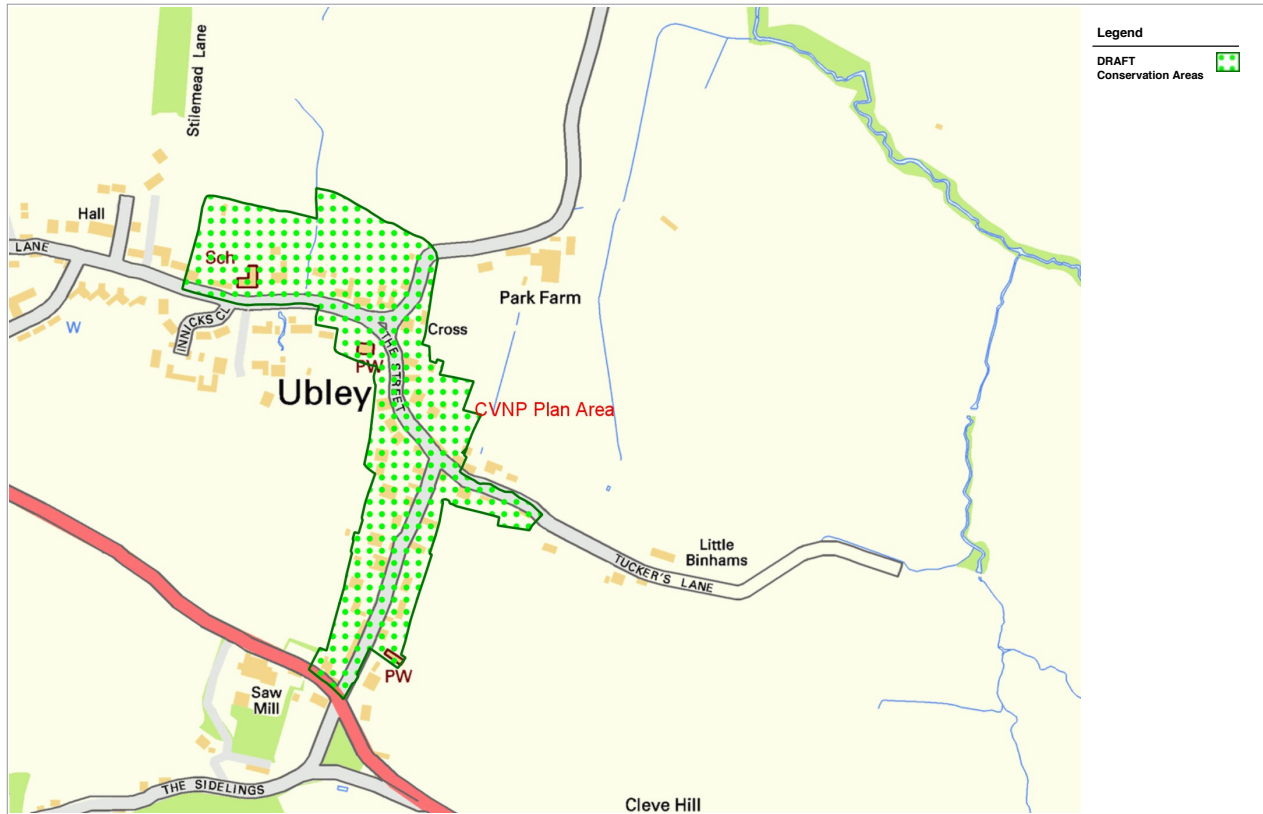 Legend
DRAFT
Conservation Areas
Stilemead Lane
Hall
LANE
Sch
Park Farm
INNICKS CL
W
Cross
THE STREET
PW
Ubley
CVNP Plan Area
Little
Binhams
TUCKER'S LANE
PW
Saw
Mill
THE SIDELINGS
Cleve Hill